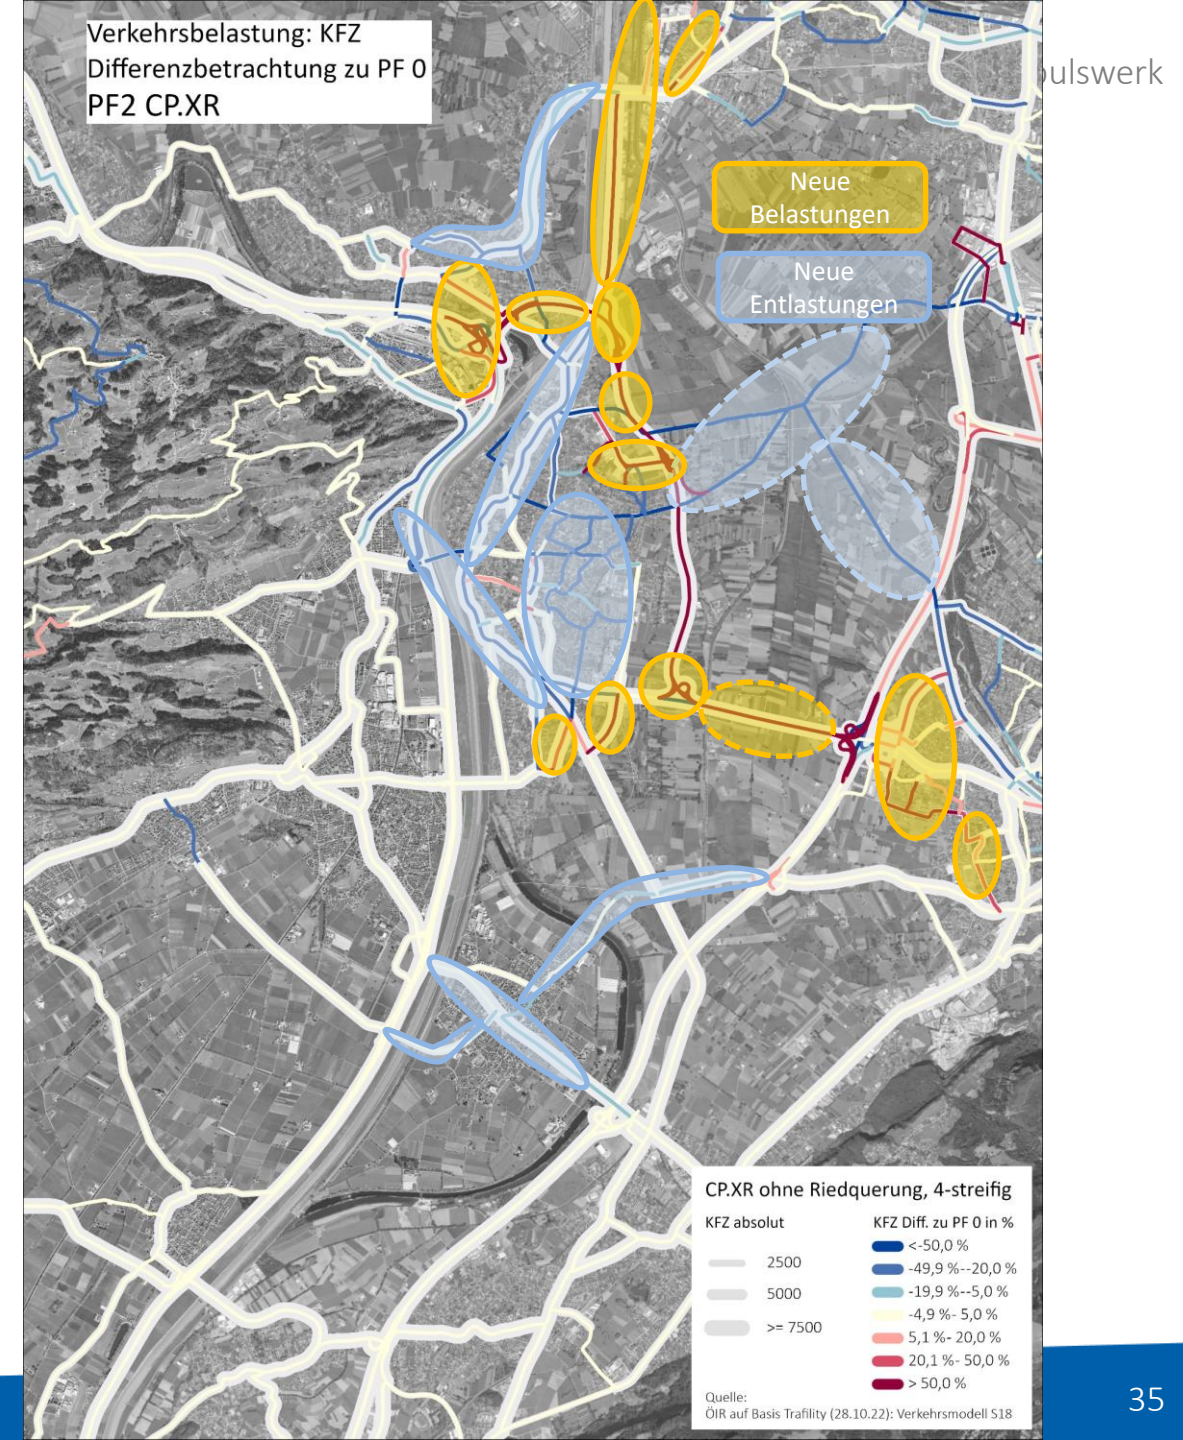 Verkehrsbelastung: KFZ
Differenzbetrachtung zu PF 0
PF2 CP.XR
pulswerk
Neue
Belastungen
Neue
Entlastungen
CP.XR ohne Riedquerung, 4-streifig
KFZ absolut
2500
5000
>= 7500
KFZ Diff. zu PF 0 in %
<-50,0 %
-49,9 %--20,0 %
-19,9 %--5,0 %
-4,9 %- 5,0 %
5,1 %- 20,0 %
20,1 %- 50,0 %
> 50,0 %
Quelle:
ÖIR auf Basis Trafility (28.10.22): Verkehrsmodell S18
35